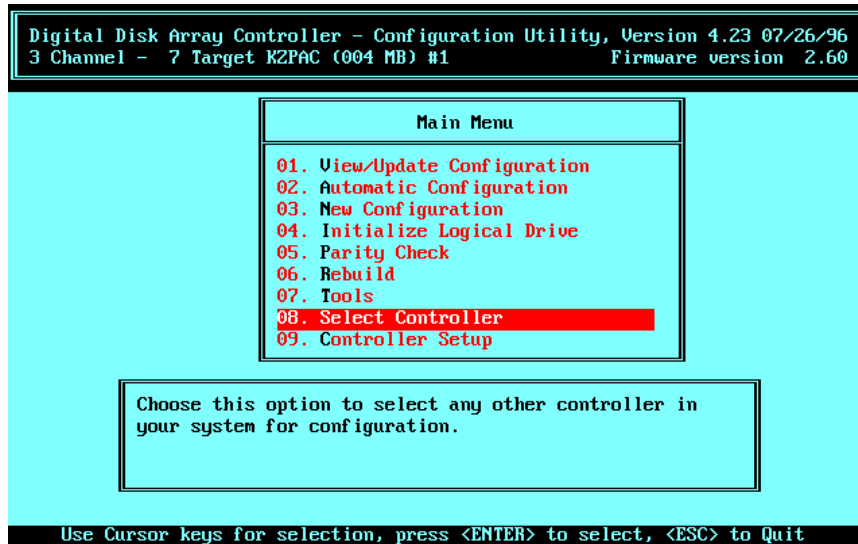 Digital Disk Array Controller - Configuration Utility, Version 4.23 07/26/96
3 Channel - 7 Target KZPAC (004 MB) #1 Firmware version 2.60
Main Menu
01. View/Update Configuration
02. Automatic Configuration
03. New Configuration
04. Initialize Logical Drive
05. Parity Check
06. Rebuild
07. Tools
08. Select Controller
09. Controller Setup
Choose this option to select any other controller in
your system for configuration.
Use Cursor keys for selection, press <ENTER> to select, <ESC> to Quit